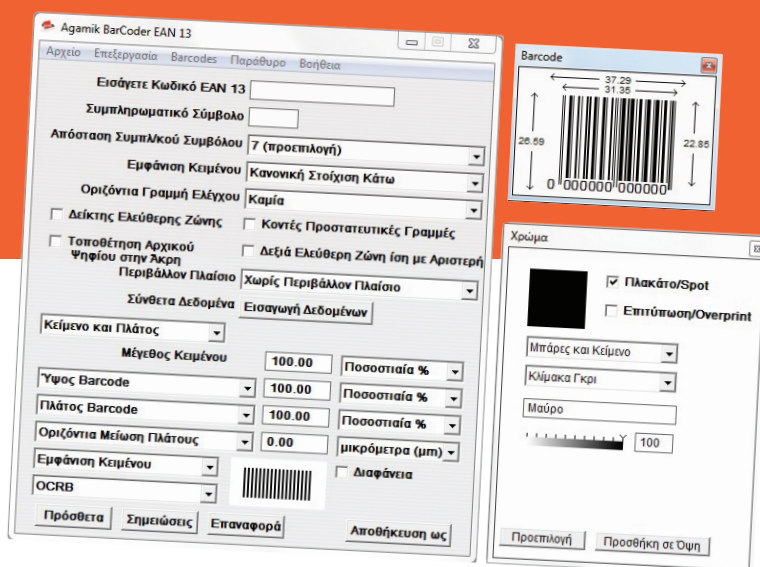 Agamik BarCoder EAN 13
Αρχείο Επεξεργασία Barcodes Παράθυρο Βοήθεια
Εισάγετε Κωδικό EAN 13
Συμπληρωματικό Σύμβολο
Απόσταση Συμπλ/κού Συμβόλου 7 (προεπιλογή)
Εμφάνιση Κειμένου Κανονική Στοίχιση Κάτω
Οριζόντια Γραμμή Ελέγχου Καμία
Δείκτης Ελεύθερης Ζώνης Κοντές Προστατευτικές Γραμμές
Τοποθέτηση Αρχικού
Ψηφίου στην Άκρη Δεξιά Ελεύθερη Ζώνη ίση με Αριστερή
Περιβάλλον Πλαίσιο Χωρίς Περιβάλλον Πλαίσιο
Σύνθετα Δεδομένα Εισαγωγή Δεδομένων
Κείμενο και Πλάτος
Μέγεθος Κειμένου 100.00 Ποσοστιαία %
Ύψος Barcode 100.00 Ποσοστιαία %
Πλάτος Barcode 100.00 Ποσοστιαία %
Οριζόντια Μείωση Πλάτους 0.00 μικρόμετρα (μm)
Εμφάνιση Κειμένου Διαφάνεια
OCRB
Πρόσθετα Σημειώσεις Επαναφορά Αποθήκευση ως
Barcode
37.29
31.35
26.59 22.85
0 000000 000000
Χρώμα
Πλακάτο/Spot
Επιτύπωση/Overprint
Μπάρες και Κείμενο
Κλίμακα Γκρι
Μαύρο
100
Προεπιλογή Προσθήκη σε Όψη